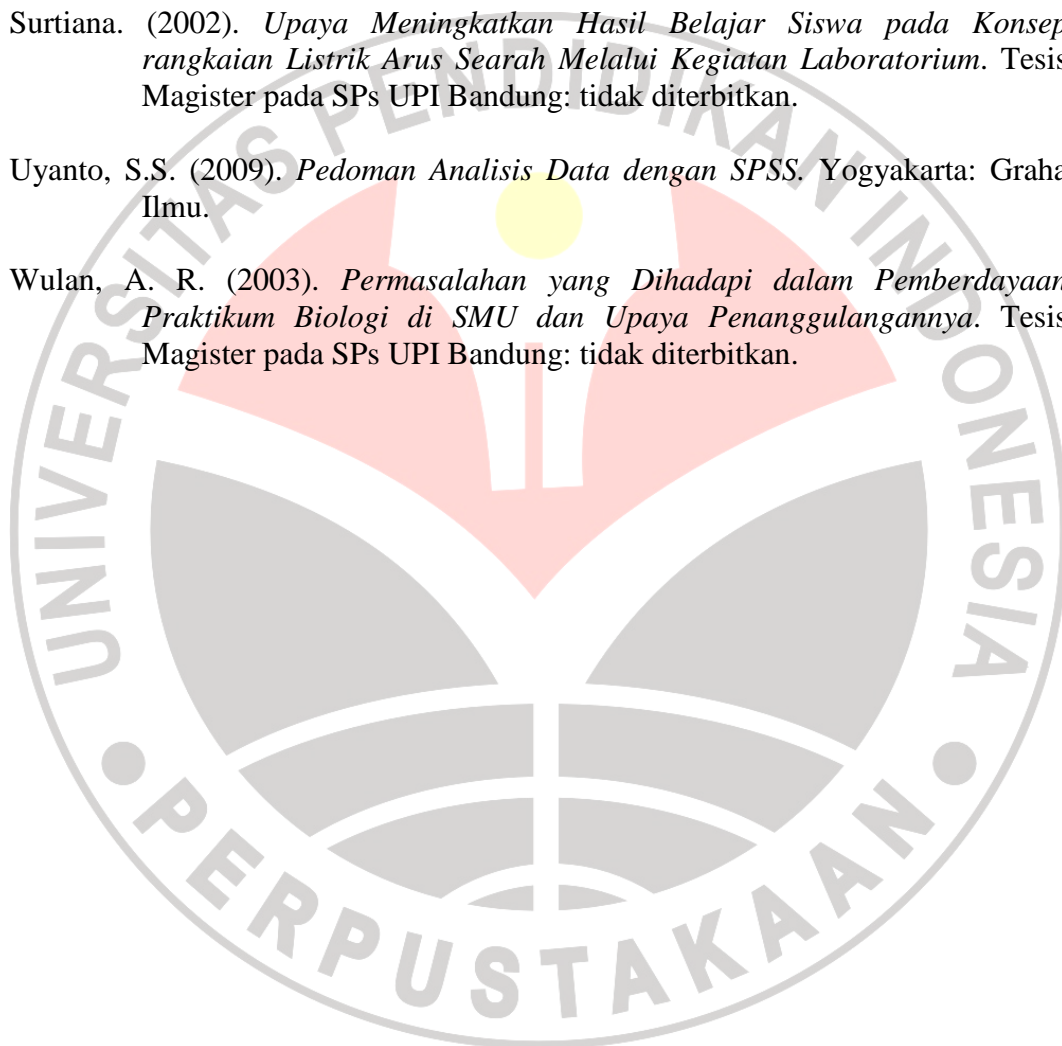 Surtiana. (2002). Upaya Meningkatkan Hasil Belajar Siswa pada Konsep
rangkaian Listrik Arus Searah Melalui Kegiatan Laboratorium. Tesis
Magister pada SPs UPI Bandung: tidak diterbitkan.
Uyanto, S.S. (2009). Pedoman Analisis Data dengan SPSS. Yogyakarta: Graha
Ilmu.
Wulan, A. R. (2003). Permasalahan yang Dihadapi dalam Pemberdayaan
Praktikum Biologi di SMU dan Upaya Penanggulangannya. Tesis
Magister pada SPs UPI Bandung: tidak diterbitkan.
UNIVERSITAS PENDIDIKAN INDONESIA
PERPUSTAKAAN